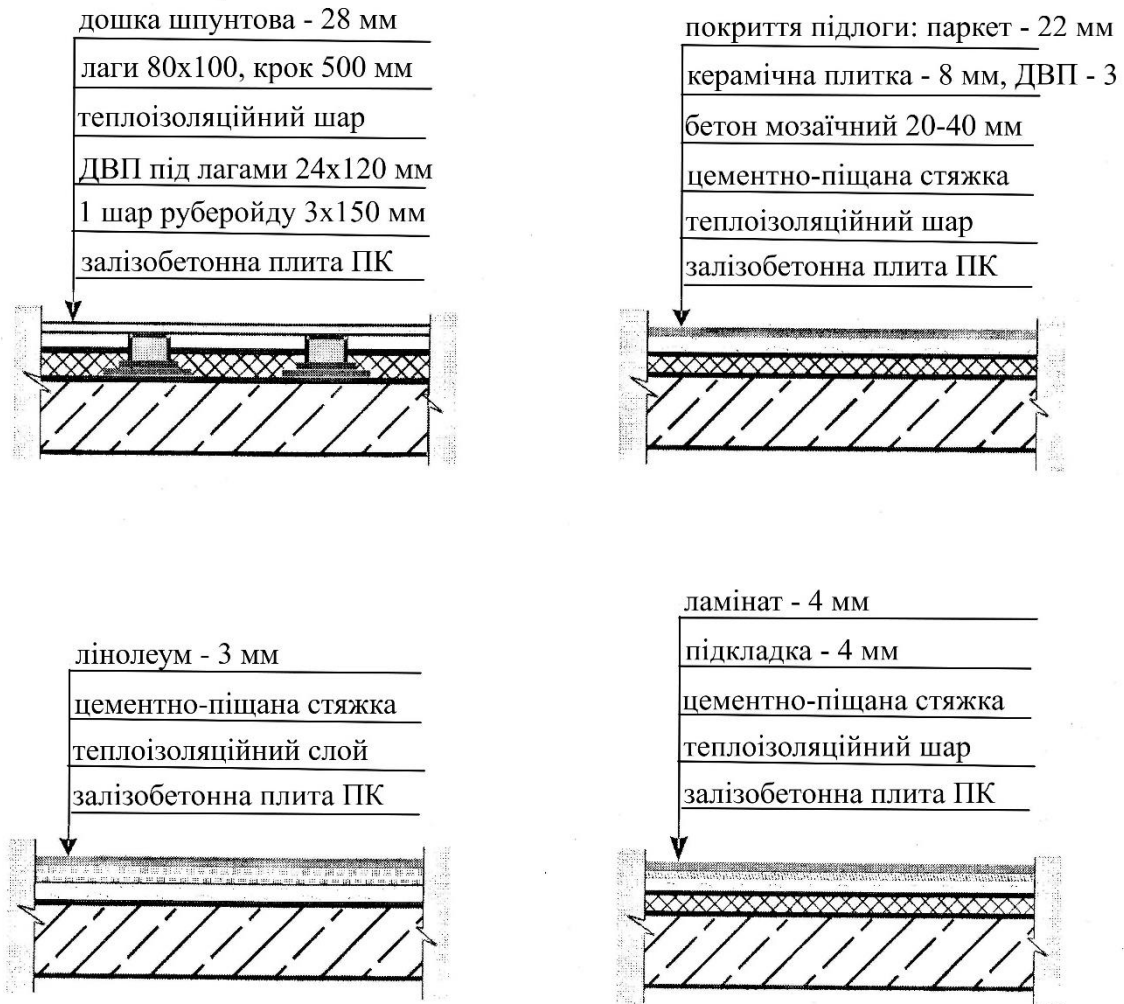 дошка шпунтова - 28 мм
лаги 80х100, крок 500 мм
теплоізоляційний шар
ДВП під лагами 24х120 мм
1 шар руберойду 3х150 мм
залізобетонна плита ПК
покриття підлоги: паркет - 22 мм
керамічна плитка - 8 мм, ДВП - 3
бетон мозаїчний 20-40 мм
цементно-піщана стяжка
теплоізоляційний шар
залізобетонна плита ПК
лінолеум - 3 мм
цементно-піщана стяжка
теплоізоляційний слой
залізобетонна плита ПК
ламінат - 4 мм
підкладка - 4 мм
цементно-піщана стяжка
теплоізоляційний шар
залізобетонна плита ПК